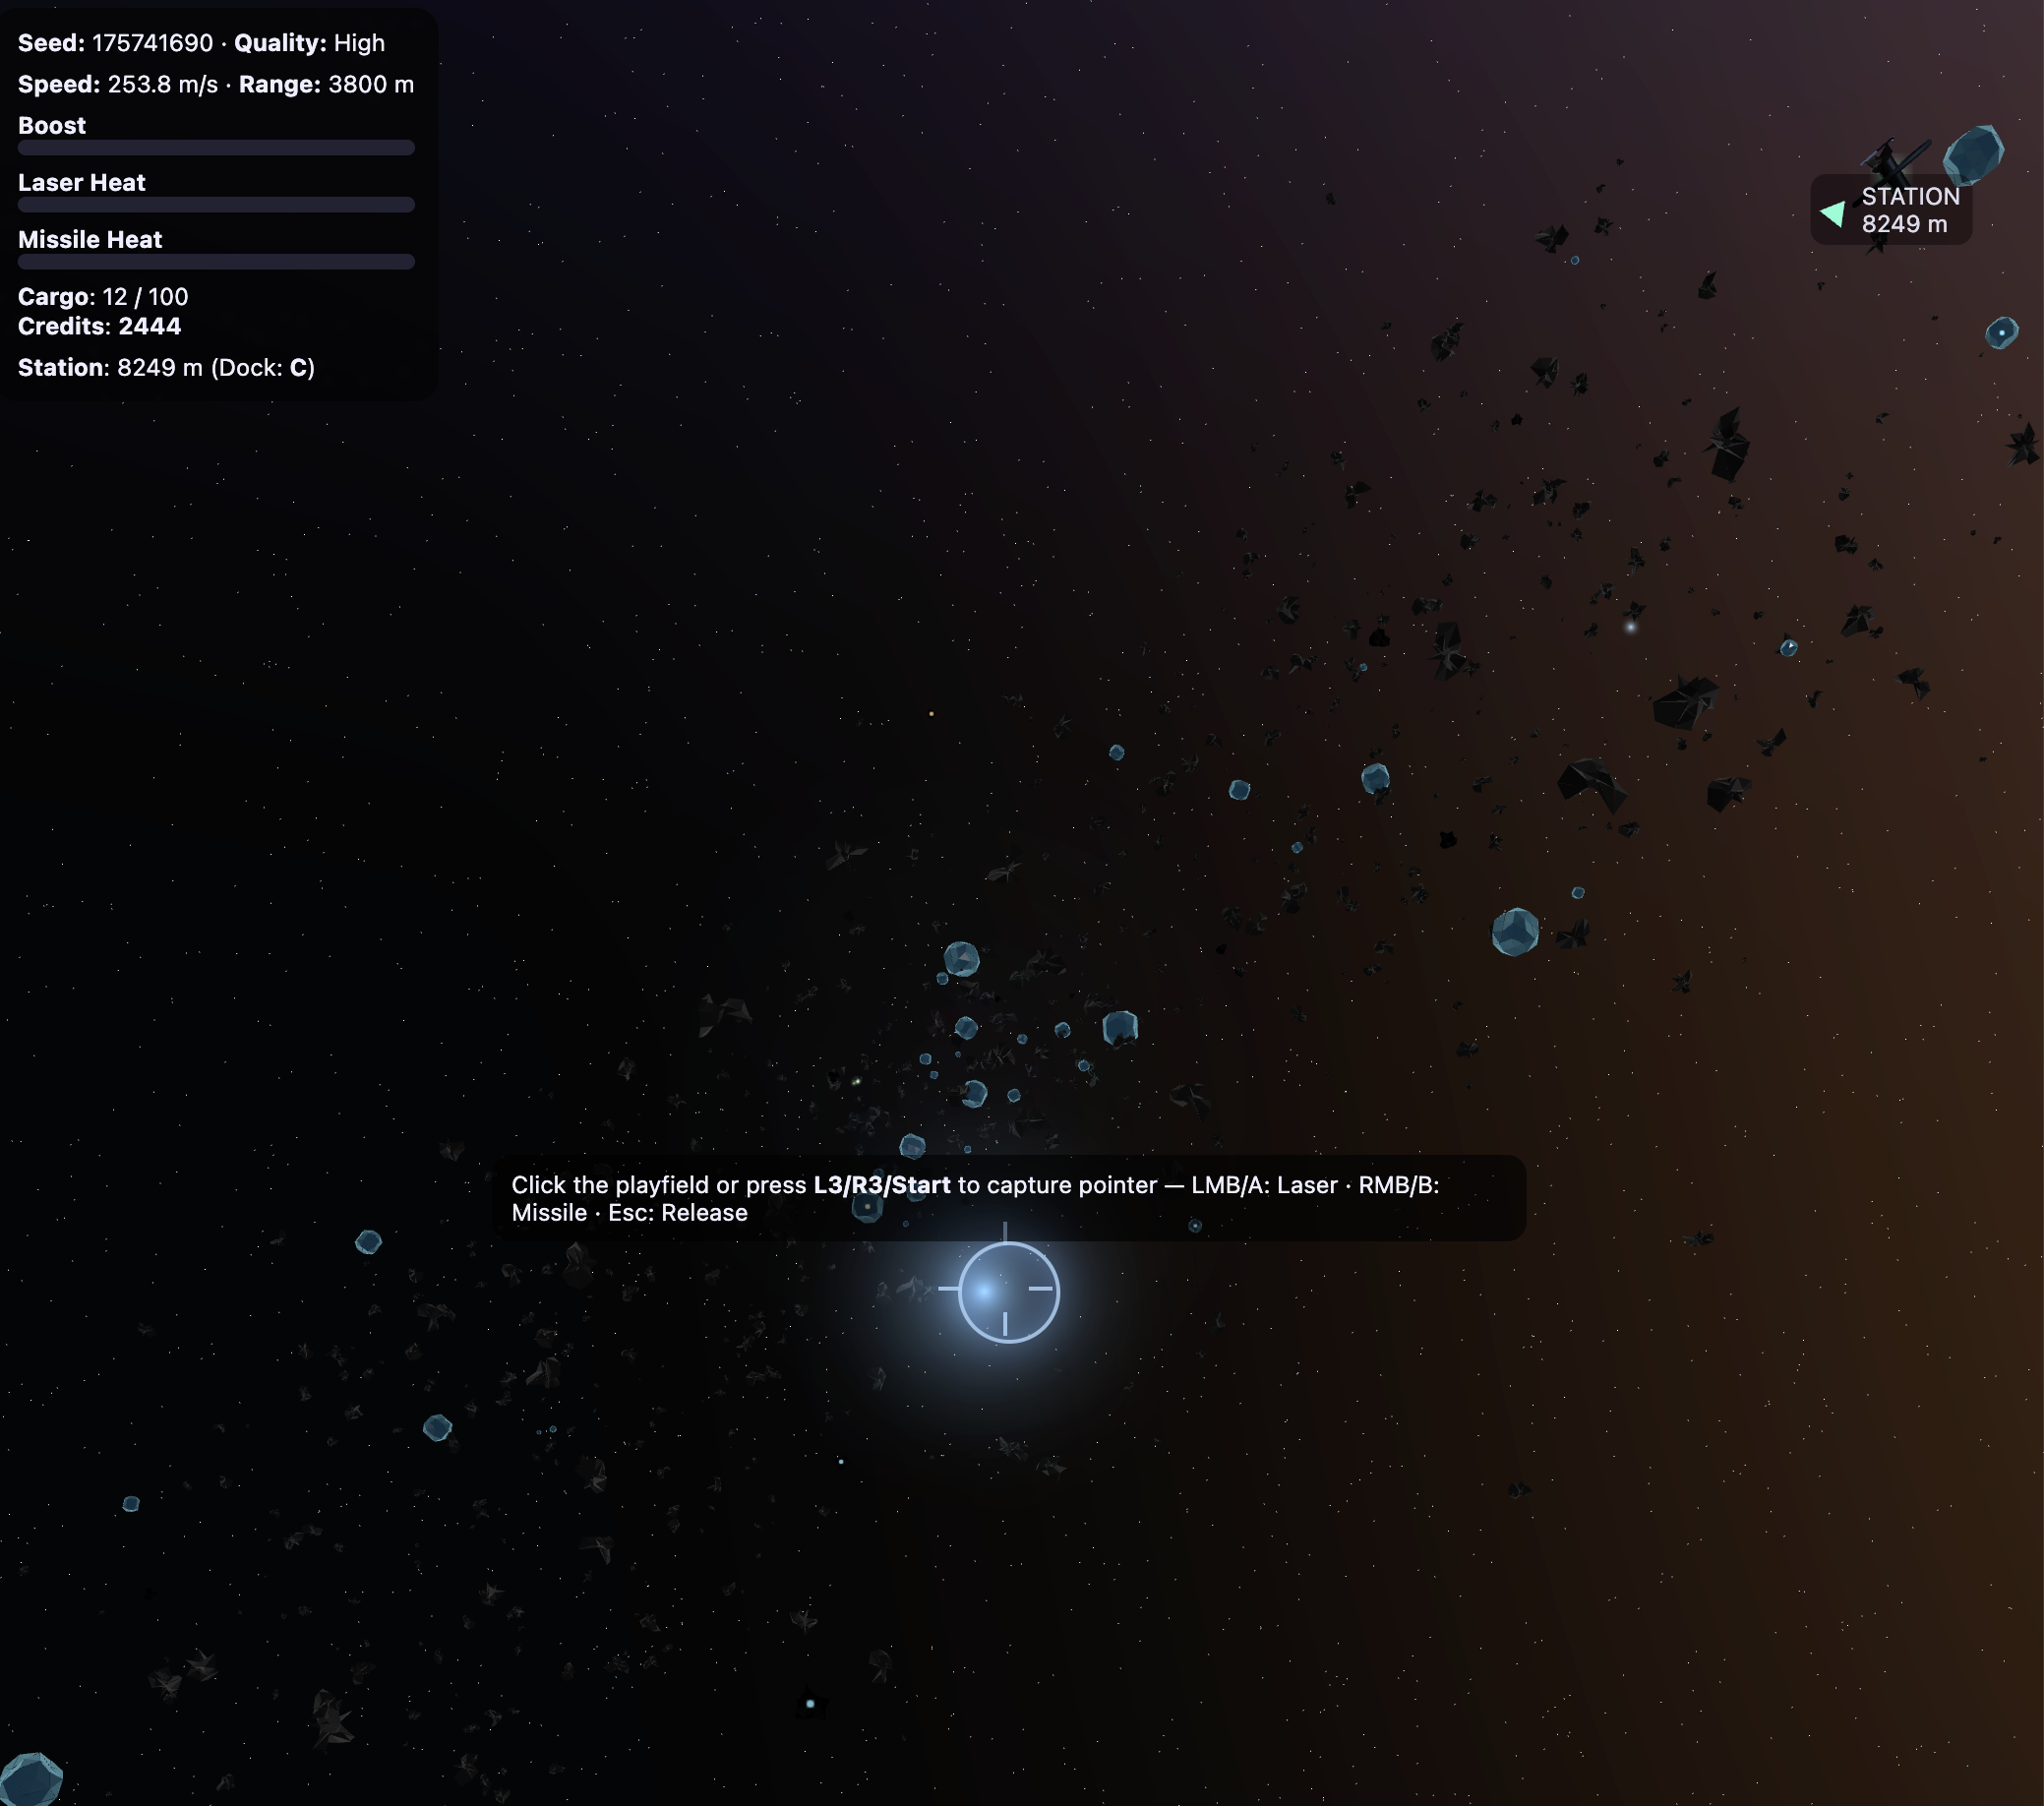 Seed: 175741690 · Quality: High
Speed: 253.8 m/s · Range: 3800 m
Boost
Laser Heat
Missile Heat
Cargo: 12 / 100
Credits: 2444
Station: 8249 m (Dock: C)
STATION
8249 m
Click the playfield or press L3/R3/Start to capture pointer — LMB/A: Laser · RMB/B:
Missile · Esc: Release